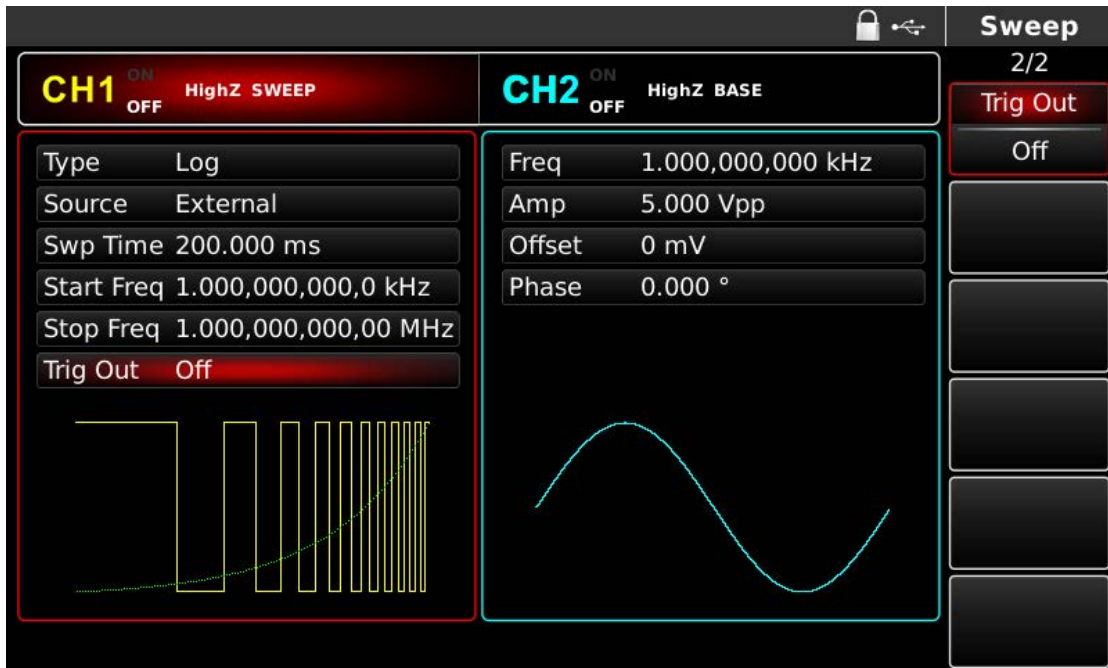 Sweep
2/2
CH1 ON OFF HighZ SWEEP
CH2 ON OFF HighZ BASE
Trig Out
Off
Type Log
Source External
Swp Time 200.000 ms
Start Freq 1.000,000,000,0 kHz
Stop Freq 1.000,000,000,00 MHz
Trig Out Off
Freq 1.000,000,000 kHz
Amp 5.000 Vpp
Offset 0 mV
Phase 0.000 °